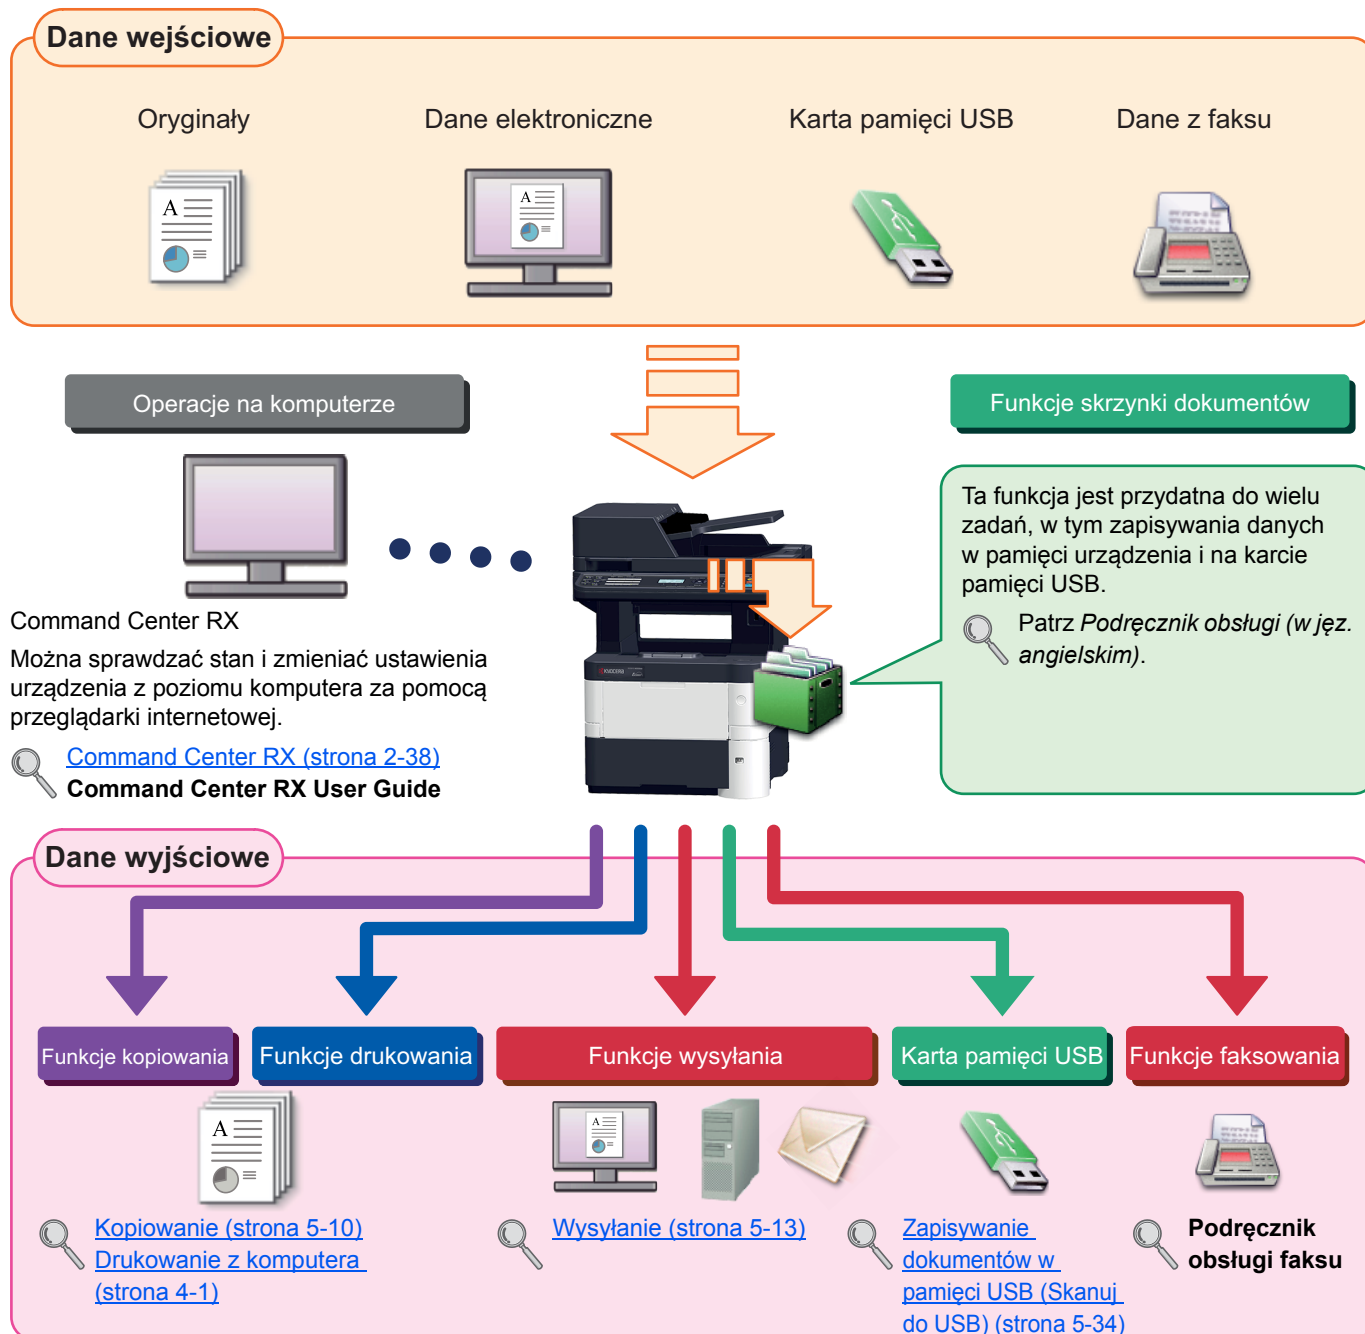 Dane wejściowe
Oryginały
Dane elektroniczne
Karta pamięci USB
Dane z faksu
Operacje na komputerze
Funkcje skrzynki dokumentów
Ta funkcja jest przydatna do wielu
zadań, w tym zapisywania danych
w pamięci urządzenia i na karcie
pamięci USB.
Patrz Podręcznik obsługi (w jęz.
angielskim).
Command Center RX
Można sprawdzać stan i zmieniać ustawienia
urządzenia z poziomu komputera za pomocą
przeglądarki internetowej.
Command Center RX (strona 2-38)
Command Center RX User Guide
KYOCERA
Dane wyjściowe
Funkcje kopiowania
Funkcje drukowania
Funkcje wysyłania
Karta pamięci USB
Funkcje faksowania
Kopiowanie (strona 5-10)
Drukowanie z komputera
(strona 4-1)
Wysyłanie (strona 5-13)
Zapisywanie
dokumentów w
pamięci USB (Skanuj
do USB) (strona 5-34)
Podręcznik
obsługi faksu